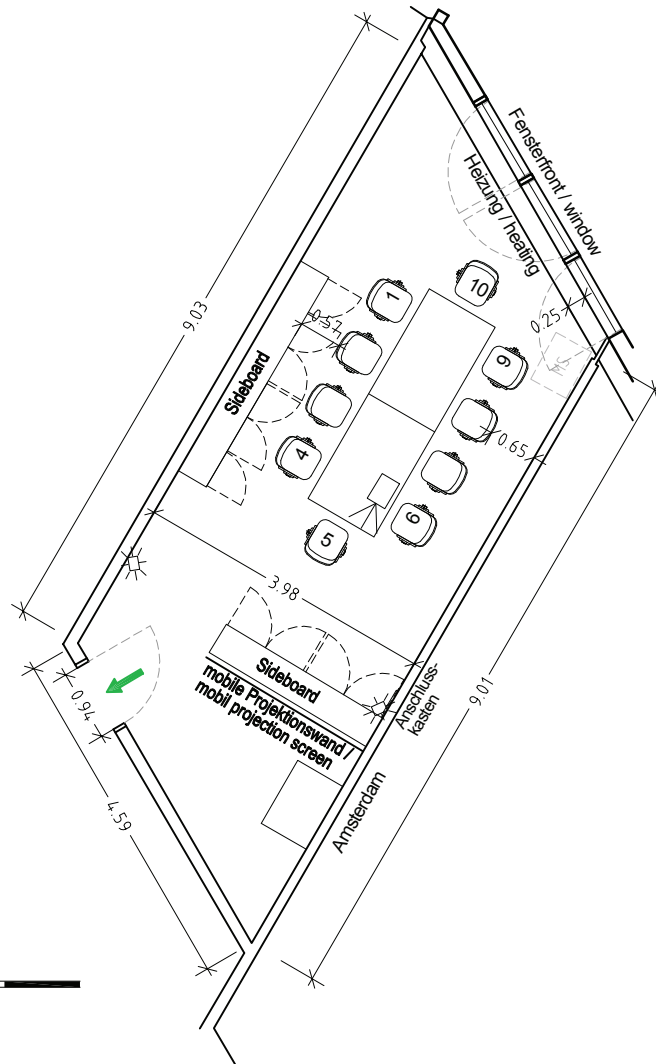 Fensterfront / window
Heizung / heating
9.03
0.25
10
1
0.57
9
Sideboard
4
0.65
6
5
3.98
Sideboard
mobile Projektionswand /
mobil projection screen
Anschluss-
kasten
9.01
0.94
Amsterdam
4.59